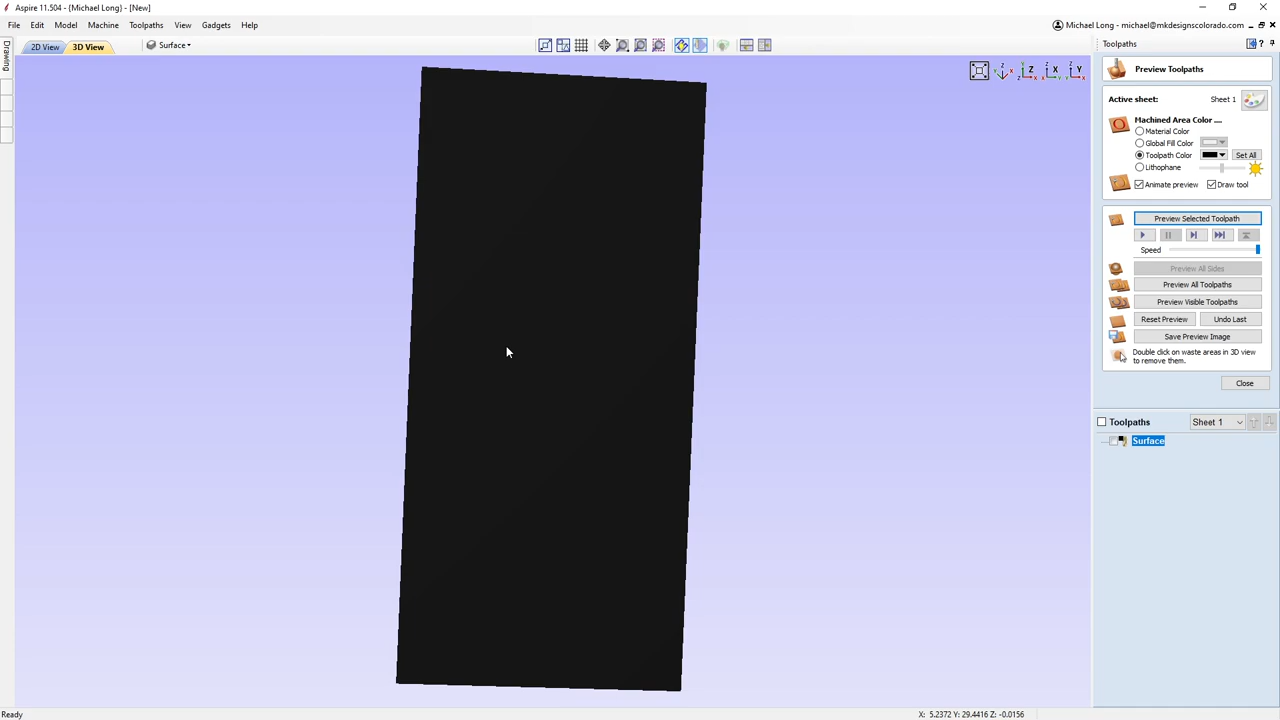 Aspire 11.504 - {Michael Long} - [New]
File Edit Model Machine Toolpaths View Gadgets Help
Michael Long - michael@mkdesignscolorado.com
Drawing
2D View 3D View Surface
Z X Y
Toolpaths
Preview Toolpaths
Active sheet: Sheet 1
Machined Area Color ....
Material Color
Global Fill Color
Toolpath Color Set All
Lithophane
Animate preview Draw tool
Preview Selected Toolpath
Speed
Preview All Sides
Preview All Toolpaths
Preview Visible Toolpaths
Reset Preview Undo Last
Save Preview Image
Double click on waste areas in 3D view
to remove them.
Close
Toolpaths Sheet 1
Surface
Ready
X: 5.2372 Y: 29.4416 Z: -0.0156